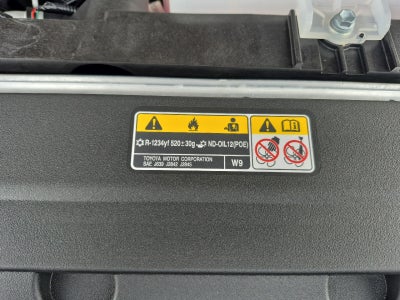 R-1234yf 520±30g ND-OIL12(POE)
TOYOTA MOTOR CORPORATION
SAE J639 J2842 J2845
W9